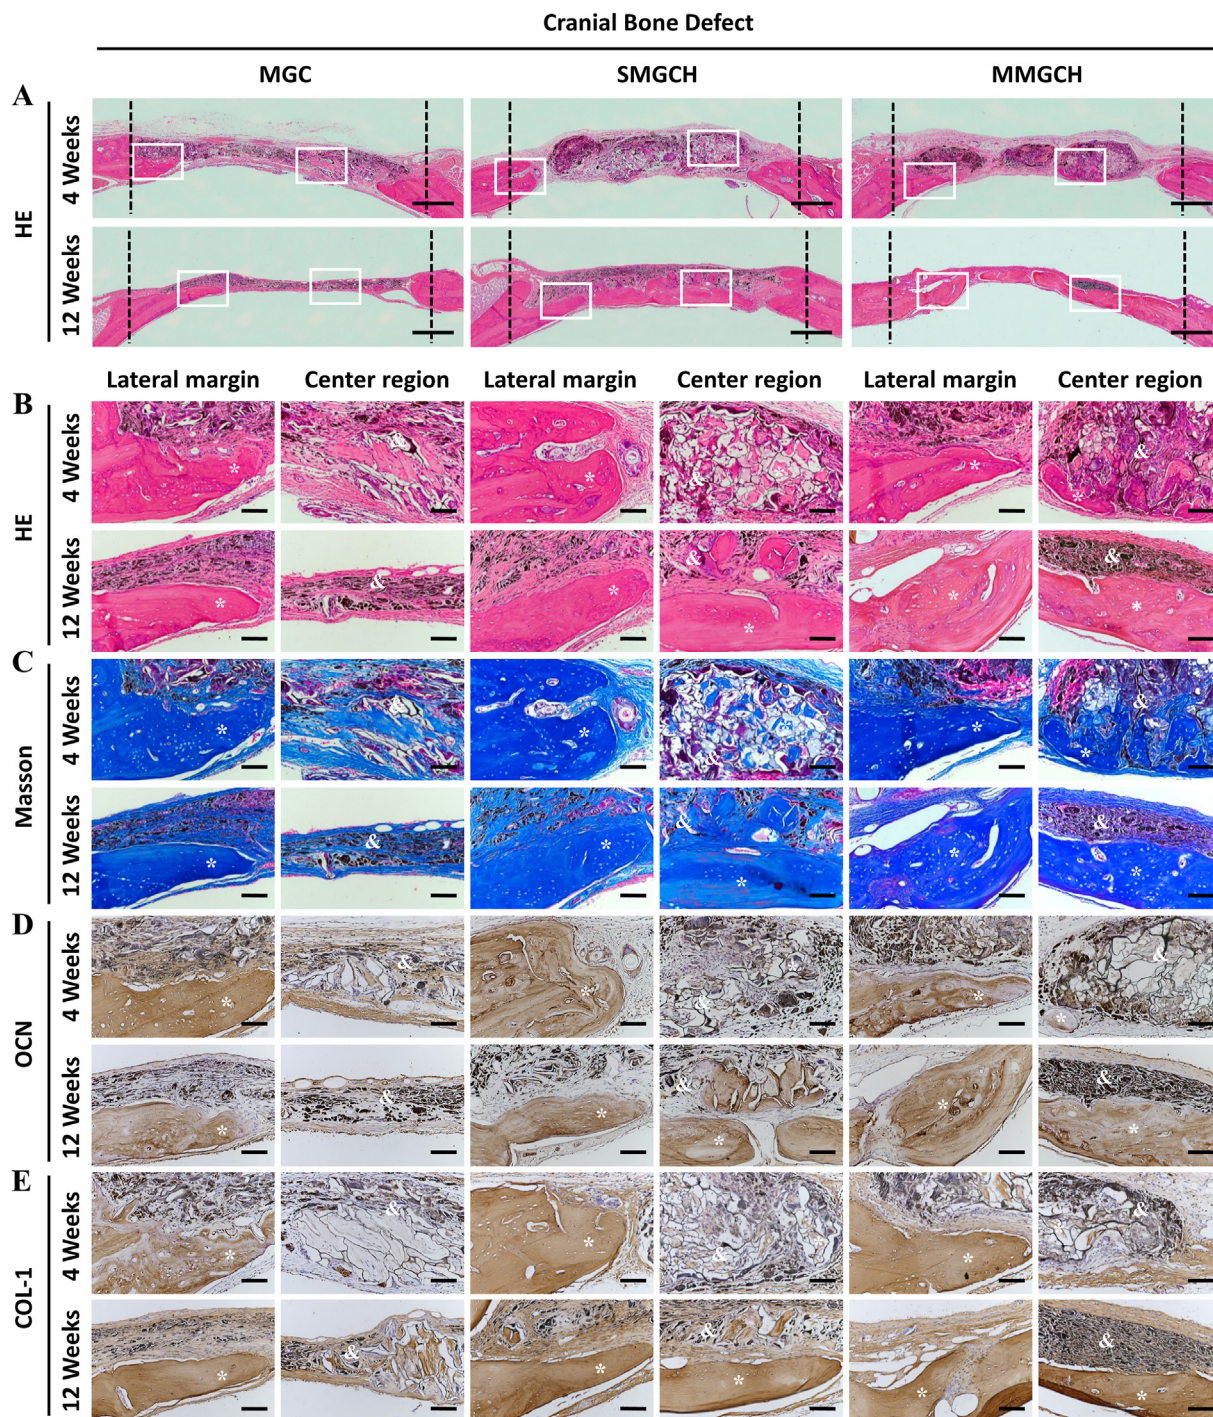 Cranial Bone Defect
MGC
SMGCH
MMGCH
A
HE
4 Weeks
12 Weeks
Lateral margin
Center region
Lateral margin
Center region
Lateral margin
Center region
B
HE
4 Weeks
* & * & * * &
12 Weeks
* & * & * * & *
C
Masson
4 Weeks
* & * & * * &
12 Weeks
* & * & * * & *
D
OCN
4 Weeks
* & * & * * & *
12 Weeks
* & * & * * & *
E
COL-1
4 Weeks
* & * & * * & *
12 Weeks
* & * & * * & *